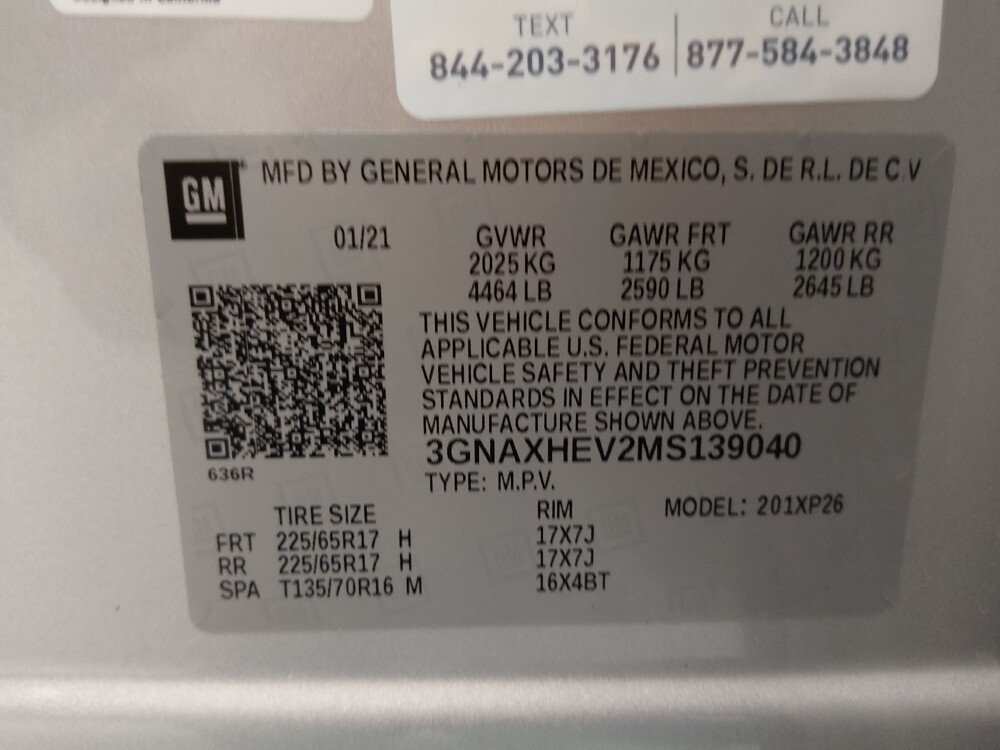 Designed in California
TEXT CALL
844-203-3176 877-584-3848
GM MFD BY GENERAL MOTORS DE MEXICO, S. DE R.L. DE C.V
01/21 GVWR GAWR FRT GAWR RR
2025 KG 1175 KG 1200 KG
4464 LB 2590 LB 2645 LB
THIS VEHICLE CONFORMS TO ALL
APPLICABLE U.S. FEDERAL MOTOR
VEHICLE SAFETY AND THEFT PREVENTION
STANDARDS IN EFFECT ON THE DATE OF
MANUFACTURE SHOWN ABOVE.
3GNAXHEV2MS139040
636R
TYPE: M.P.V.
TIRE SIZE RIM MODEL: 201XP26
FRT 225/65R17 H 17X7J
RR 225/65R17 H 17X7J
SPA T135/70R16 M 16X4BT